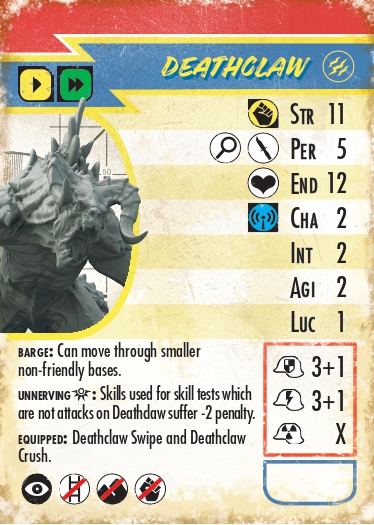 DEATHCLAW
STR 11
PER 5
END 12
CHA 2
INT 2
AGI 2
LUC 1
50
BARGE: Can move through smaller
non-friendly bases.
UNNERVING : Skills used for skill tests which
are not attacks on Deathclaw suffer -2 penalty.
EQUIPPED: Deathclaw Swipe and Deathclaw
Crush.
3+1
3+1
X